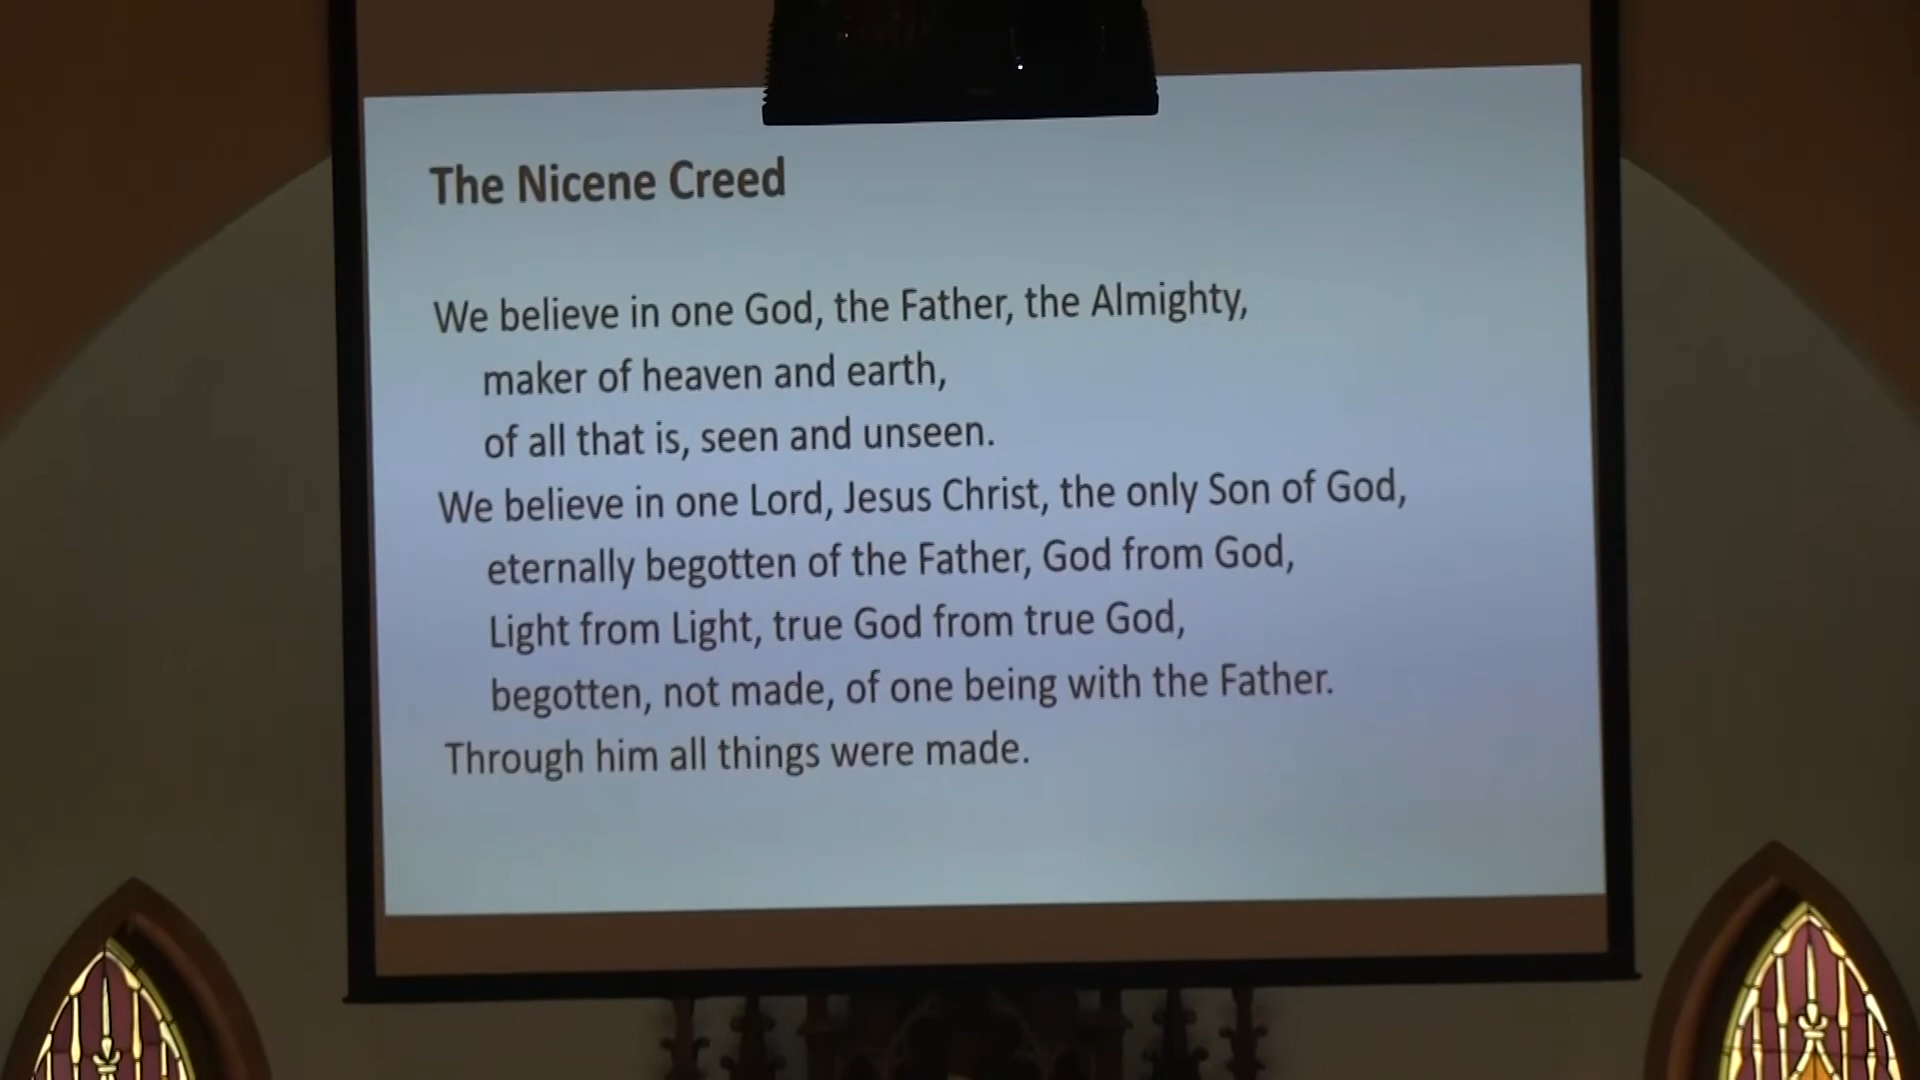 The Nicene Creed
We believe in one God, the Father, the Almighty,
maker of heaven and earth,
of all that is, seen and unseen.
We believe in one Lord, Jesus Christ, the only Son of God,
eternally begotten of the Father, God from God,
Light from Light, true God from true God,
begotten, not made, of one being with the Father.
Through him all things were made.